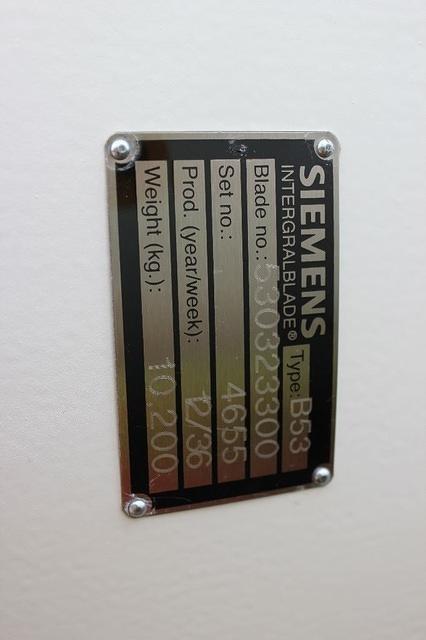 SIEMENS
INTERGRALBLADE® Type: B53
Blade no.: 530323300
Set no.: 4655
Prod. (year/week): 12/36
Weight (kg.): 10.200